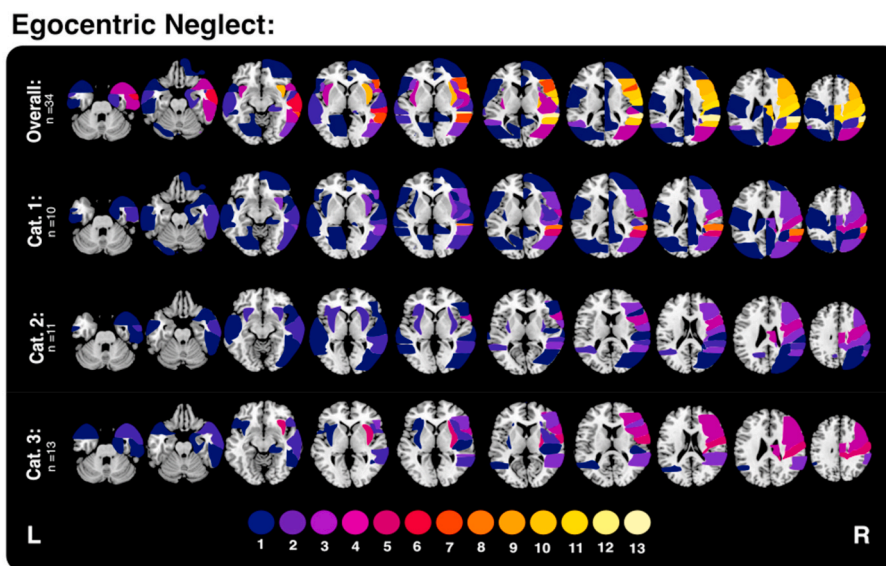 Egocentric Neglect:
Overall:
n =34
Cat. 1:
n =10
Cat. 2:
n =11
Cat. 3:
n =13
L
R
1 2 3 4 5 6 7 8 9 10 11 12 13